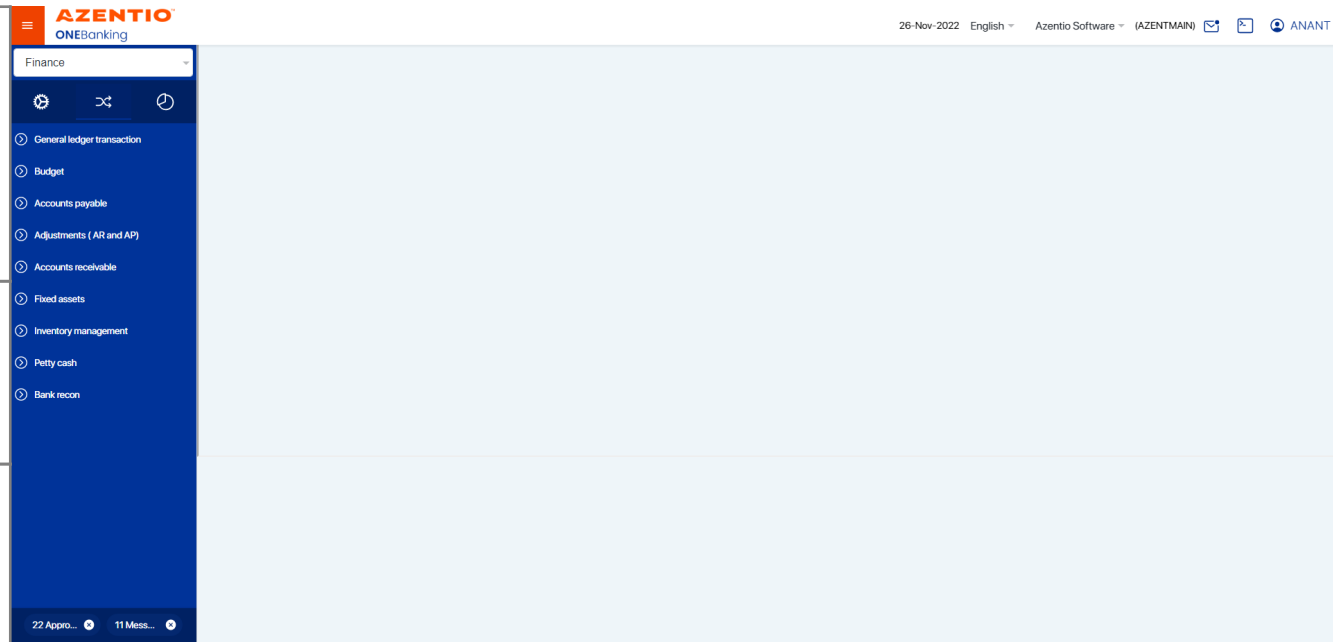 AZENTIO™
ONEBanking
26-Nov-2022 English Azentio Software (AZENTMAIN) ANANT
Finance
General ledger transaction
Budget
Accounts payable
Adjustments ( AR and AP)
Accounts receivable
Fixed assets
Inventory management
Petty cash
Bank recon
22 Appro... 11 Mess...